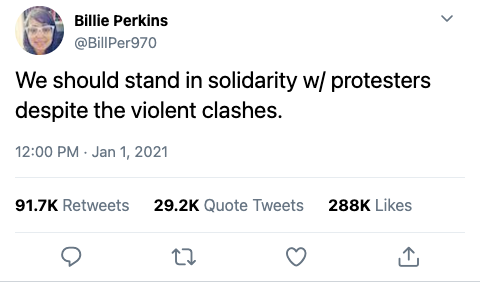 Billie Perkins
@BillPer970
We should stand in solidarity w/ protesters
despite the violent clashes.
12:00 PM · Jan 1, 2021
91.7K Retweets 29.2K Quote Tweets 288K Likes